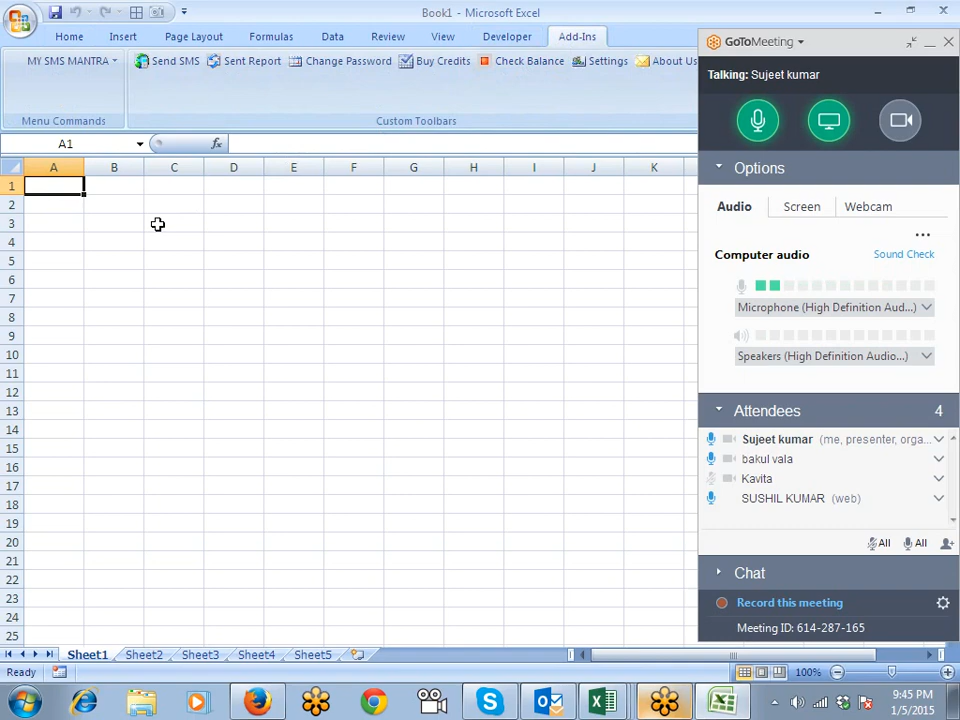 Book1 - Microsoft Excel
Home Insert Page Layout Formulas Data Review View Developer Add-Ins
MY SMS MANTRA Send SMS Sent Report Change Password Buy Credits Check Balance Settings About Us
Menu Commands Custom Toolbars
A1 fx
A B C D E F G H I J K
1
2
3
4
5
6
7
8
9
10
11
12
13
14
15
16
17
18
19
20
21
22
23
24
25
Sheet1 Sheet2 Sheet3 Sheet4 Sheet5
Ready 100%
GoToMeeting
Talking: Sujeet kumar
Options
Audio Screen Webcam
...
Computer audio Sound Check
Microphone (High Definition Aud...)
Speakers (High Definition Audio...)
Attendees 4
Sujeet kumar (me, presenter, orga...
bakul vala
Kavita
SUSHIL KUMAR (web)
All All
Chat
Record this meeting
Meeting ID: 614-287-165
9:45 PM
1/5/2015